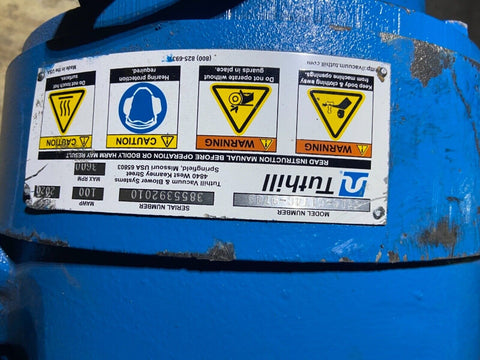 MODEL NUMBER
SERIAL NUMBER
3855392010
MAWP
100
2020
MAX RPM
3600
Tuthill
Tuthill Vacuum & Blower Systems
4840 West Kearney Street
Springfield, Missouri USA 65803
READ INSTRUCTION MANUAL BEFORE OPERATION OR BODILY HARM MAY RESULT
WARNING
Keep body & clothing away
from machine openings.
WARNING
Do not operate without
guards in place.
CAUTION
Hearing protection
required.
CAUTION
Do not touch hot
surfaces.
http://vacuum.tuthill.com
(800) 825-693
Made in the USA